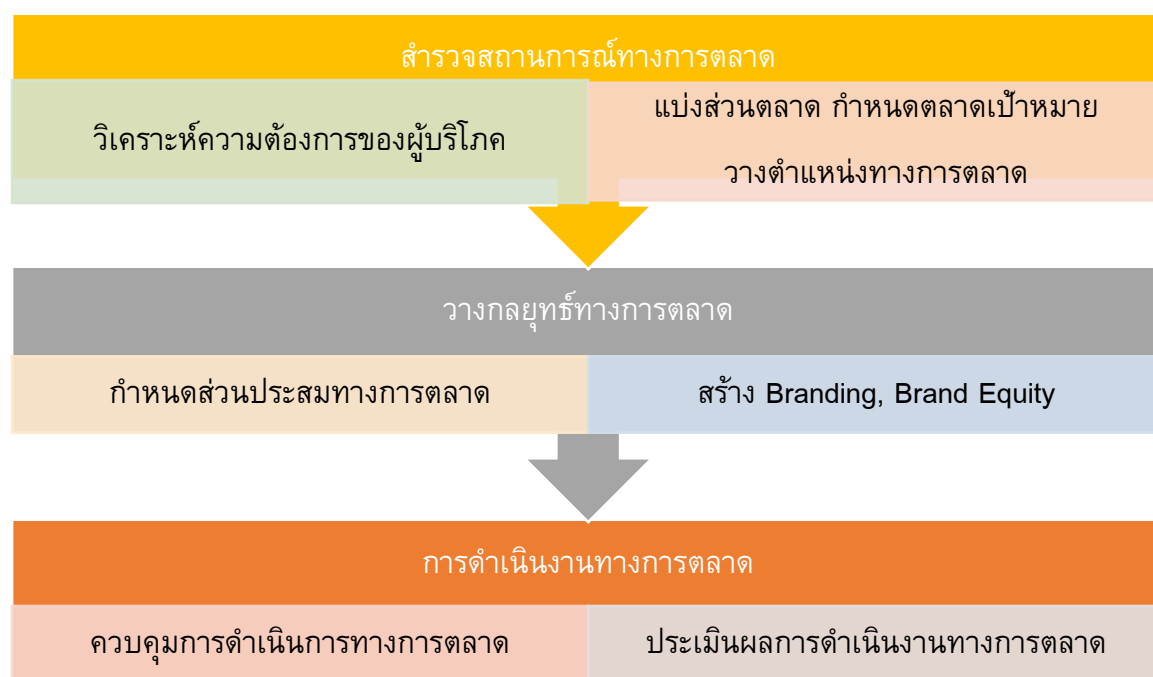 สำรวจสถานการณ์ทางการตลาด
วิเคราะห์ความต้องการของผู้บริโภค
แบ่งส่วนตลาด กำหนดตลาดเป้าหมาย
วางตำแหน่งทางการตลาด
วางกลยุทธ์ทางการตลาด
กำหนดส่วนประสมทางการตลาด
สร้าง Branding, Brand Equity
การดำเนินงานทางการตลาด
ควบคุมการดำเนินการทางการตลาด
ประเมินผลการดำเนินงานทางการตลาด